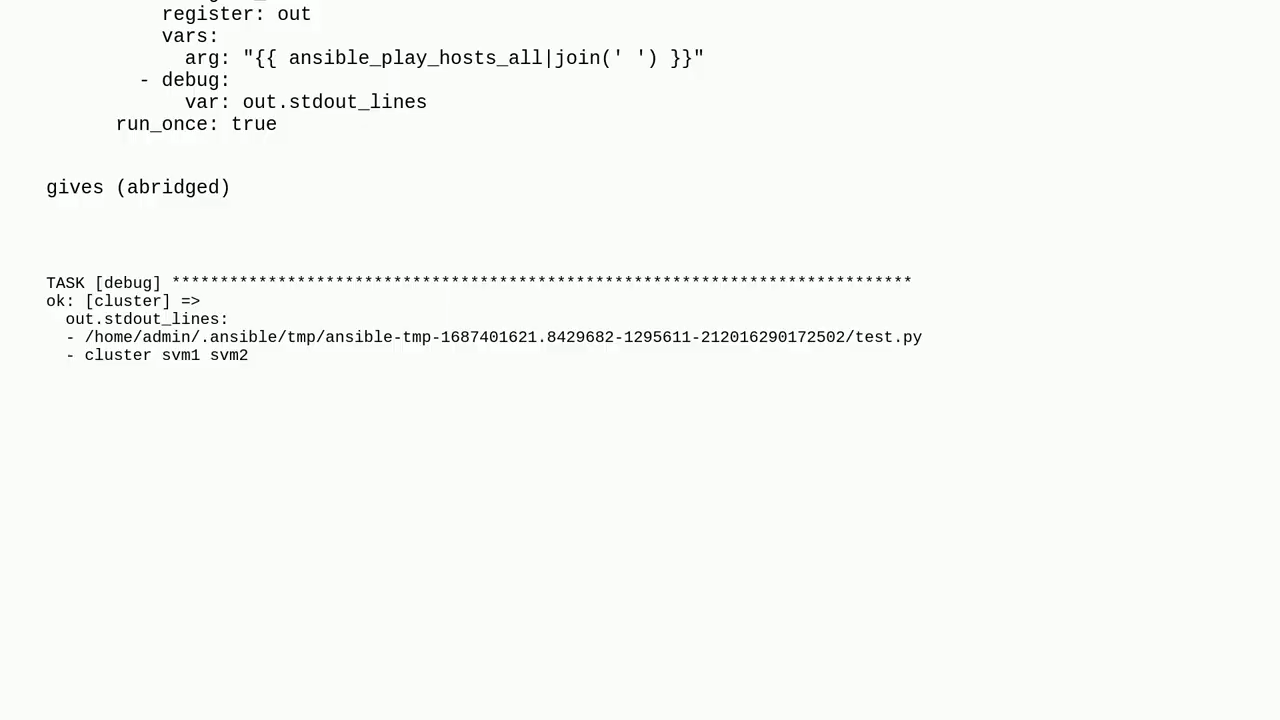 register: out
vars:
arg: "{{ ansible_play_hosts_all|join(' ') }}"
- debug:
var: out.stdout_lines
run_once: true
gives (abridged)
TASK [debug] *****************************************************************************
ok: [cluster] =>
out.stdout_lines:
- /home/admin/.ansible/tmp/ansible-tmp-1687401621.8429682-1295611-212016290172502/test.py
- cluster svm1 svm2